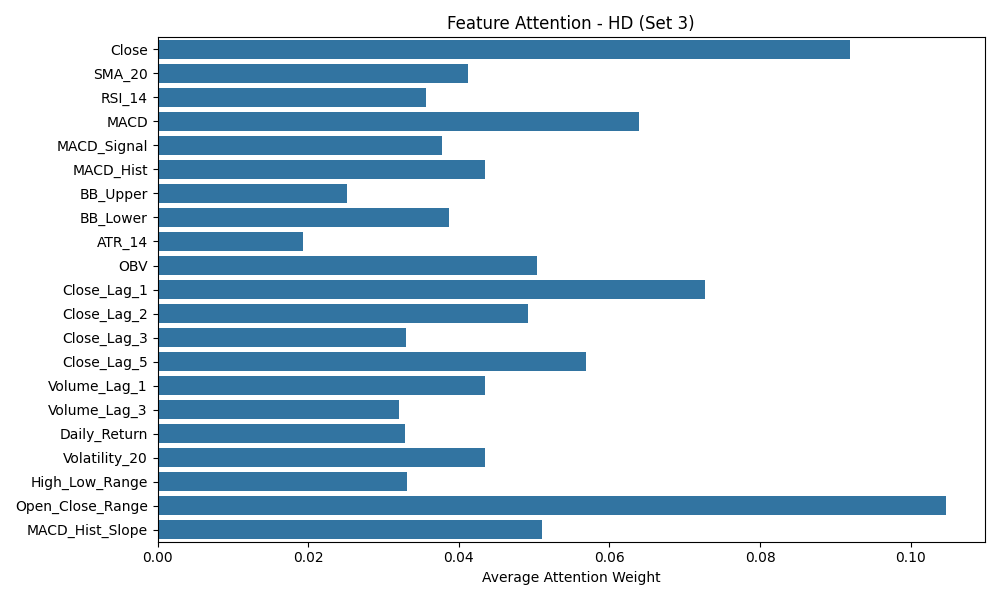 Feature Attention - HD (Set 3)
Close
SMA_20
RSI_14
MACD
MACD_Signal
MACD_Hist
BB_Upper
BB_Lower
ATR_14
OBV
Close_Lag_1
Close_Lag_2
Close_Lag_3
Close_Lag_5
Volume_Lag_1
Volume_Lag_3
Daily_Return
Volatility_20
High_Low_Range
Open_Close_Range
MACD_Hist_Slope
0.00 0.02 0.04 0.06 0.08 0.10
Average Attention Weight